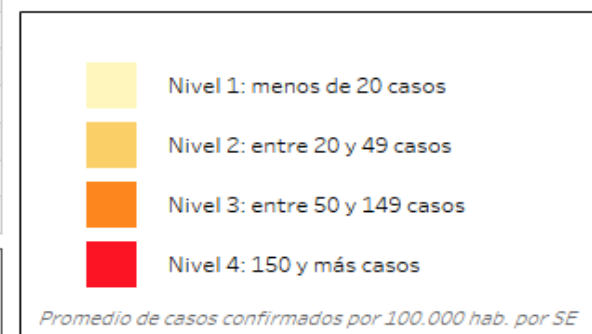 Nivel 1: menos de 20 casos
Nivel 2: entre 20 y 49 casos
Nivel 3: entre 50 y 149 casos
Nivel 4: 150 y más casos
Promedio de casos confirmados por 100.000 hab. por SE